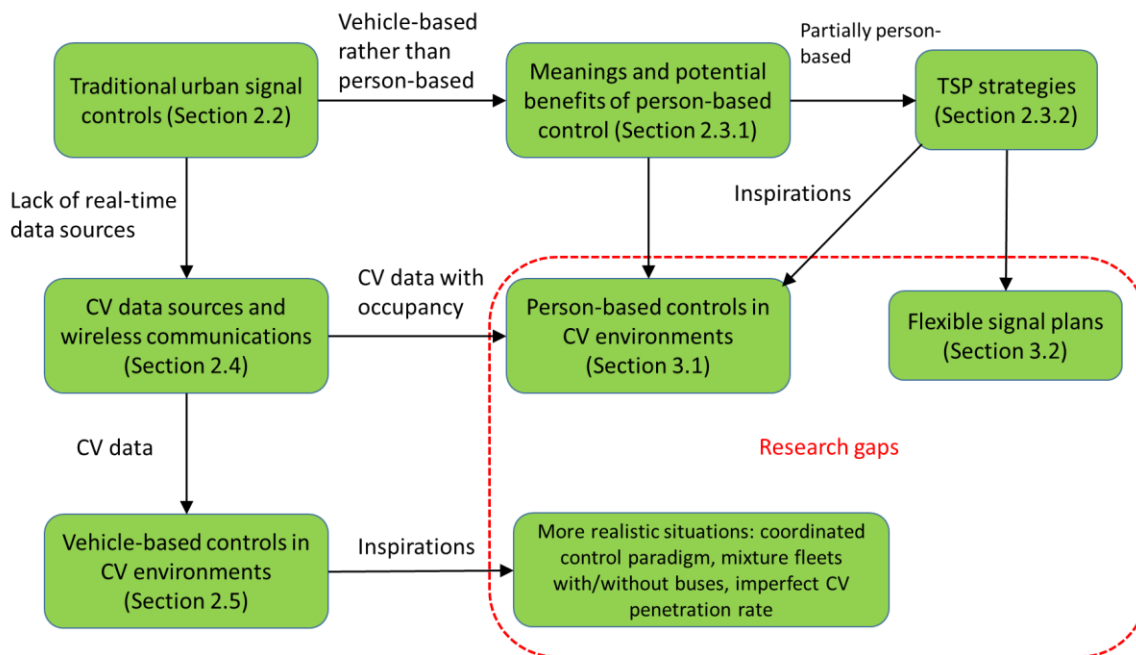 Vehicle-based
rather than
person-based
Partially person-
based
Traditional urban signal
controls (Section 2.2)
Meanings and potential
benefits of person-based
control (Section 2.3.1)
TSP strategies
(Section 2.3.2)
Lack of real-time
data sources
Inspirations
CV data sources and
wireless communications
(Section 2.4)
CV data with
occupancy
Person-based controls in
CV environments
(Section 3.1)
Flexible signal plans
(Section 3.2)
CV data
Research gaps
Vehicle-based controls in
CV environments
(Section 2.5)
Inspirations
More realistic situations: coordinated
control paradigm, mixture fleets
with/without buses, imperfect CV
penetration rate